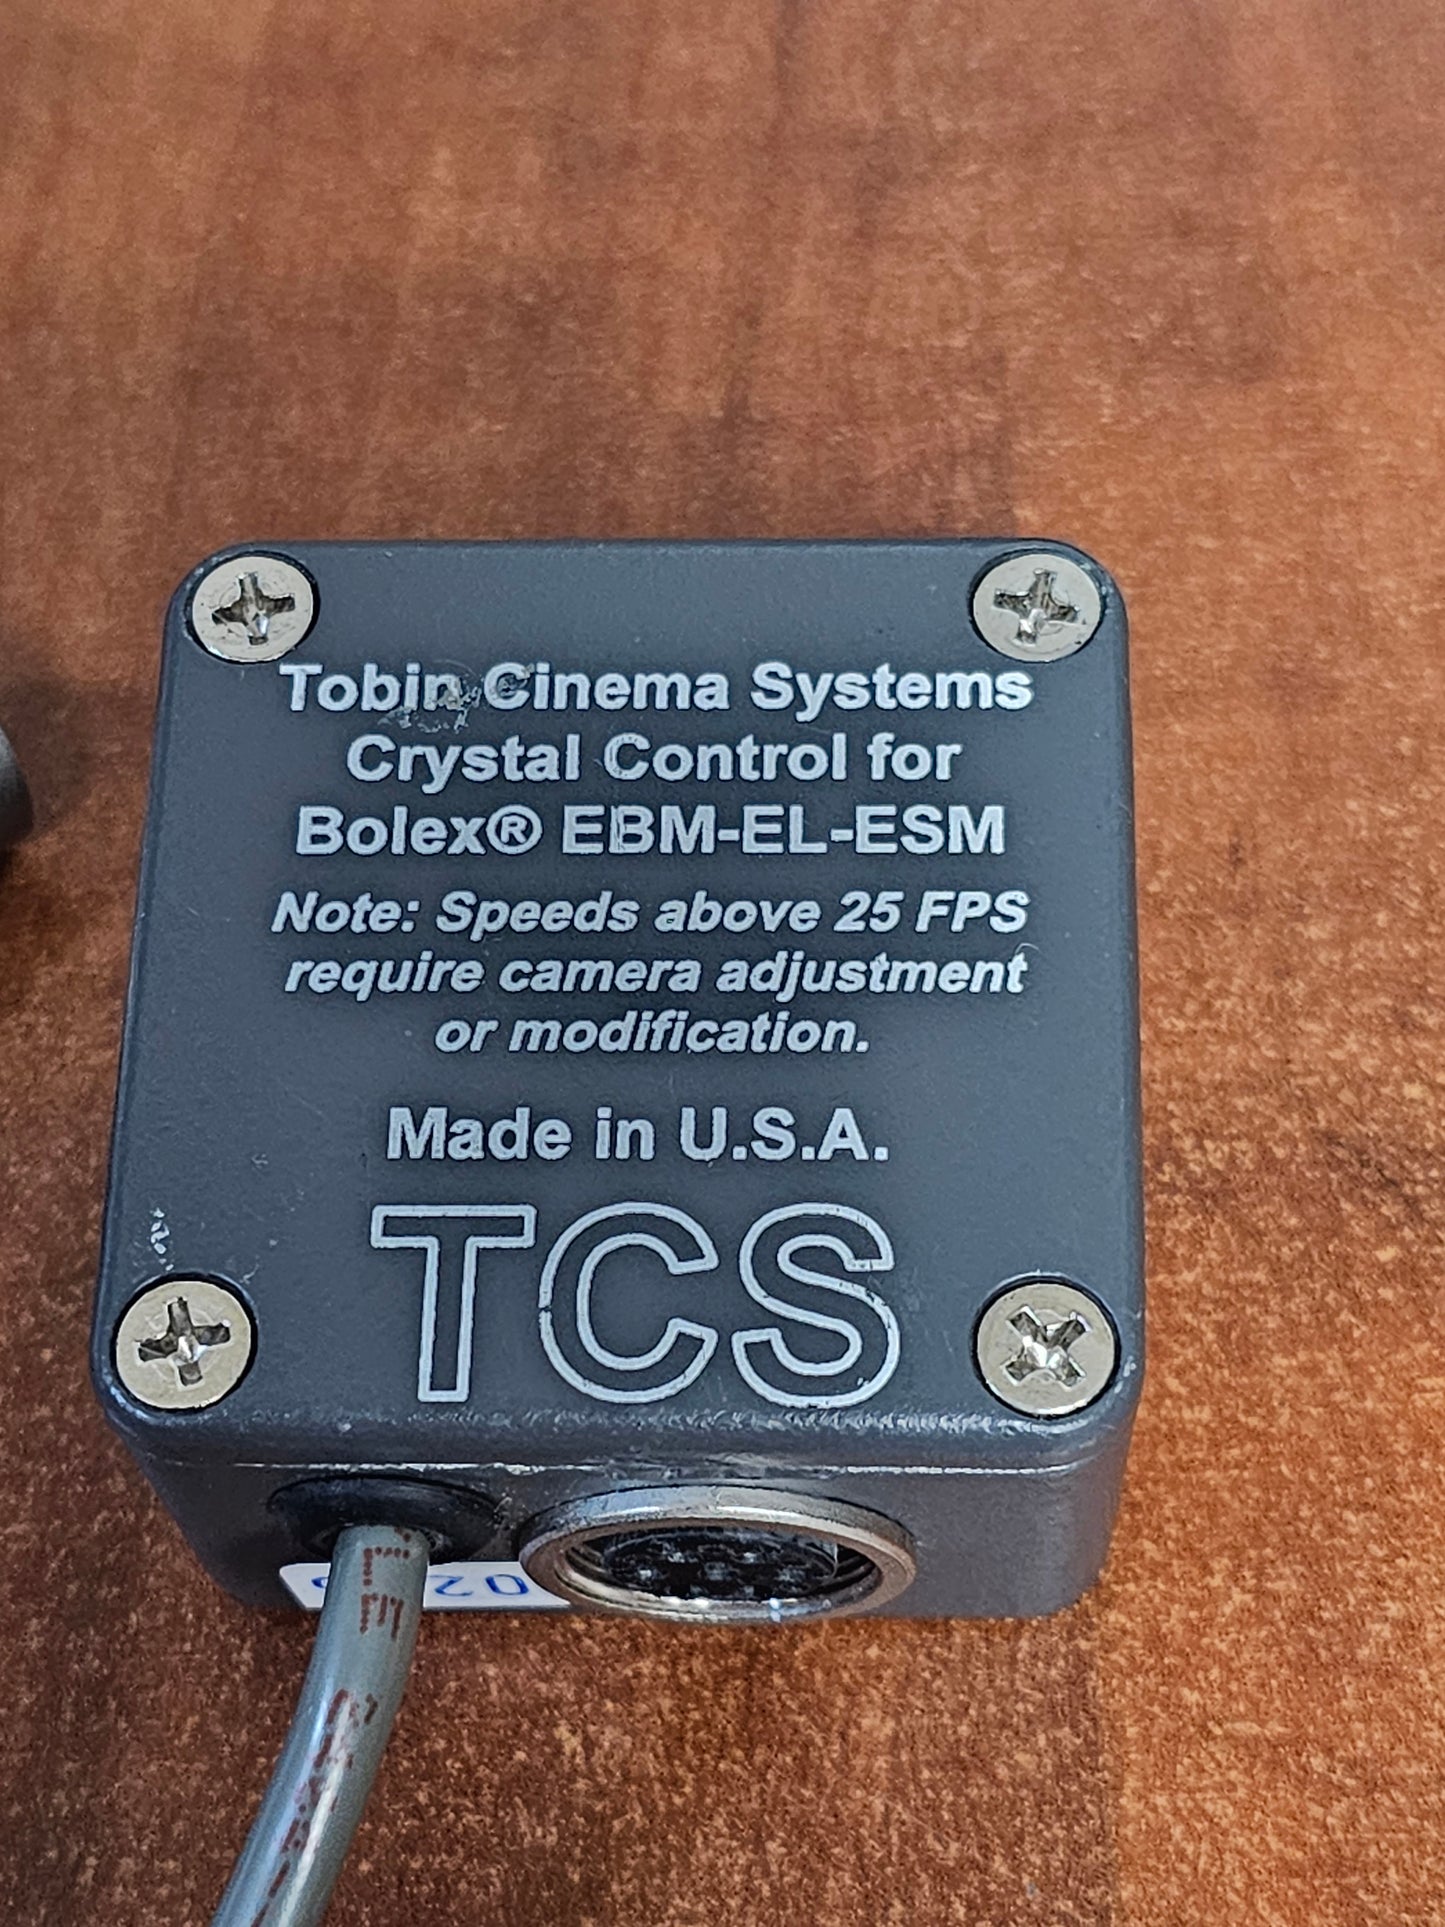 Tobin Cinema Systems
Crystal Control for
Bolex® EBM-EL-ESM
Note: Speeds above 25 FPS
require camera adjustment
or modification.
Made in U.S.A.
TCS